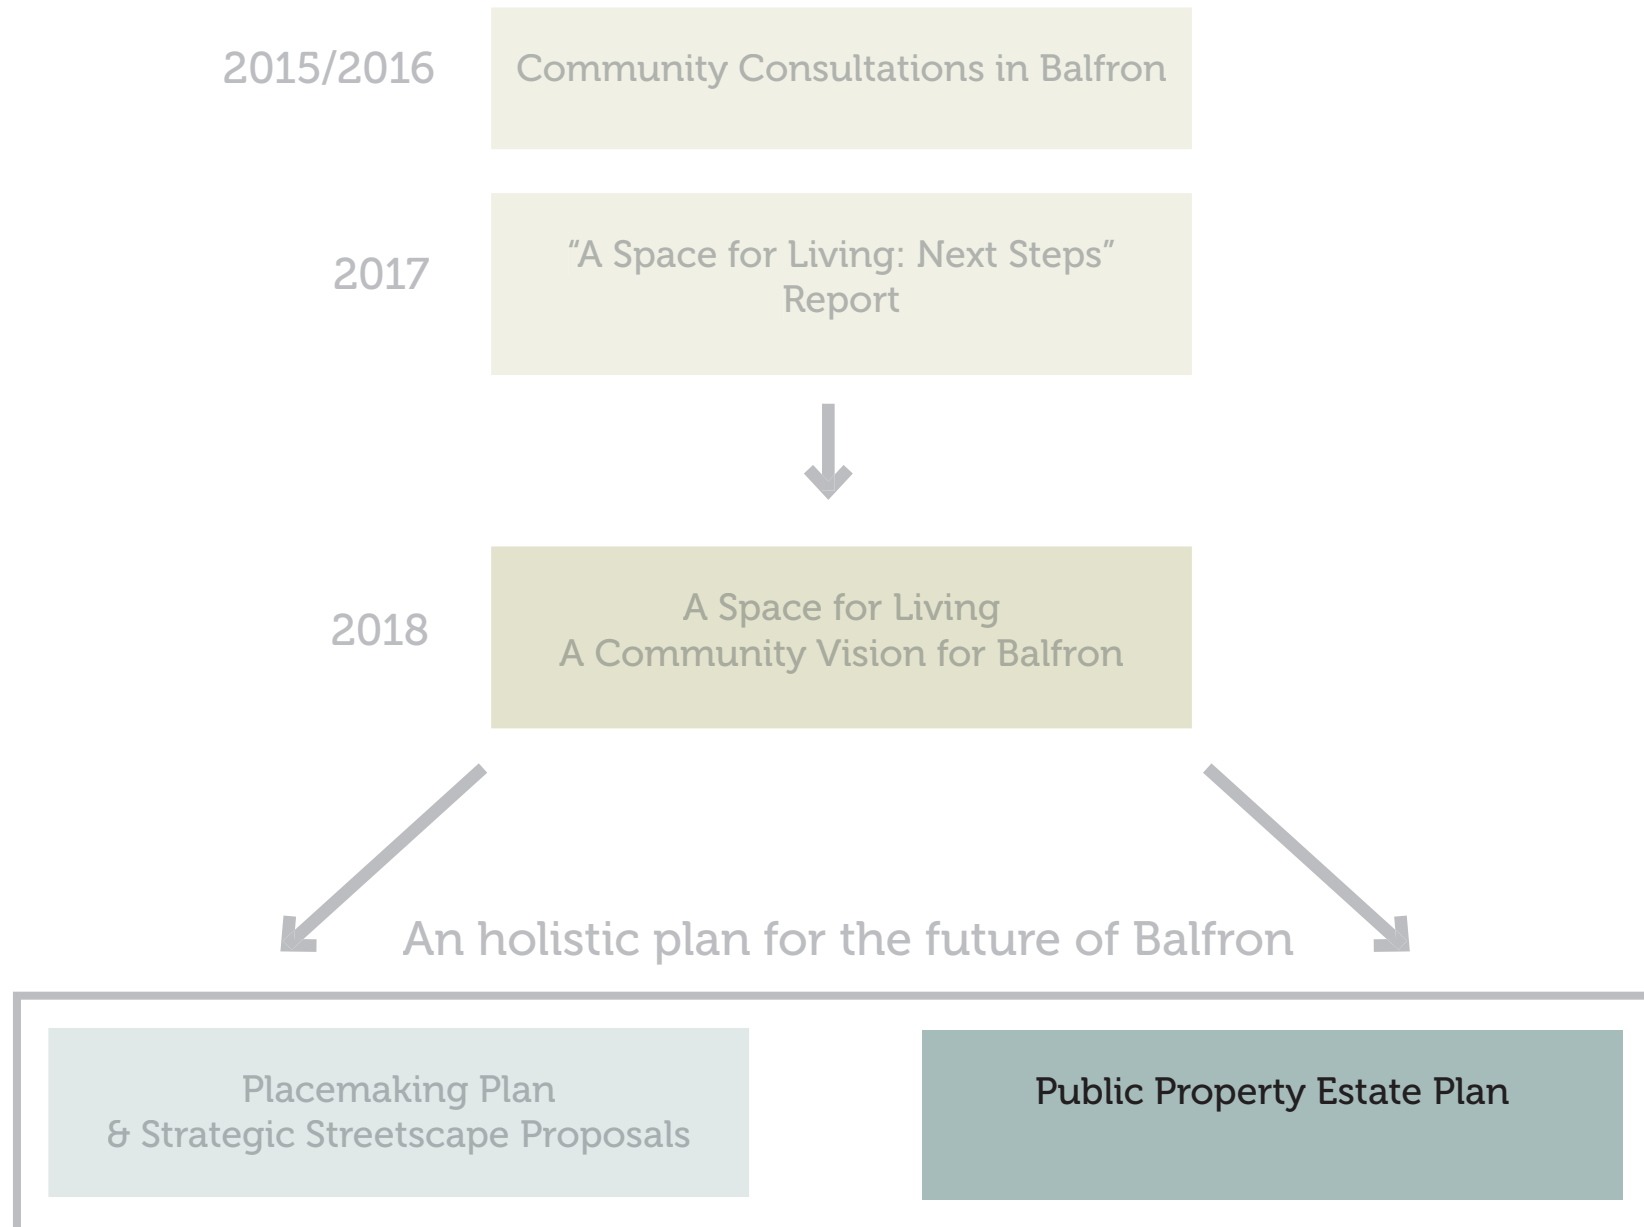 2015/2016
Community Consultations in Balfron
2017
“A Space for Living: Next Steps”
Report
2018
A Space for Living
A Community Vision for Balfron
An holistic plan for the future of Balfron
Placemaking Plan
& Strategic Streetscape Proposals
Public Property Estate Plan